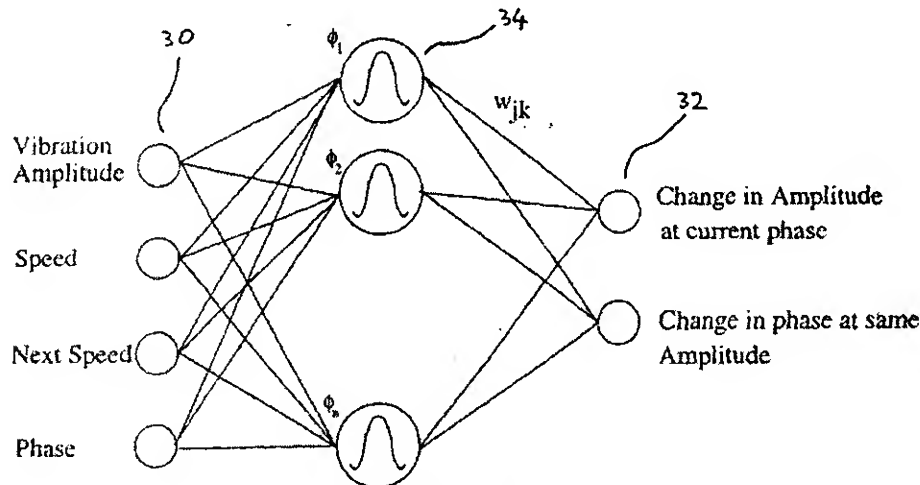 30
ϕ1
34
wjk
32
Vibration
Amplitude
ϕ2
Change in Amplitude
at current phase
Speed
Next Speed
Change in phase at same
Amplitude
ϕn
Phase